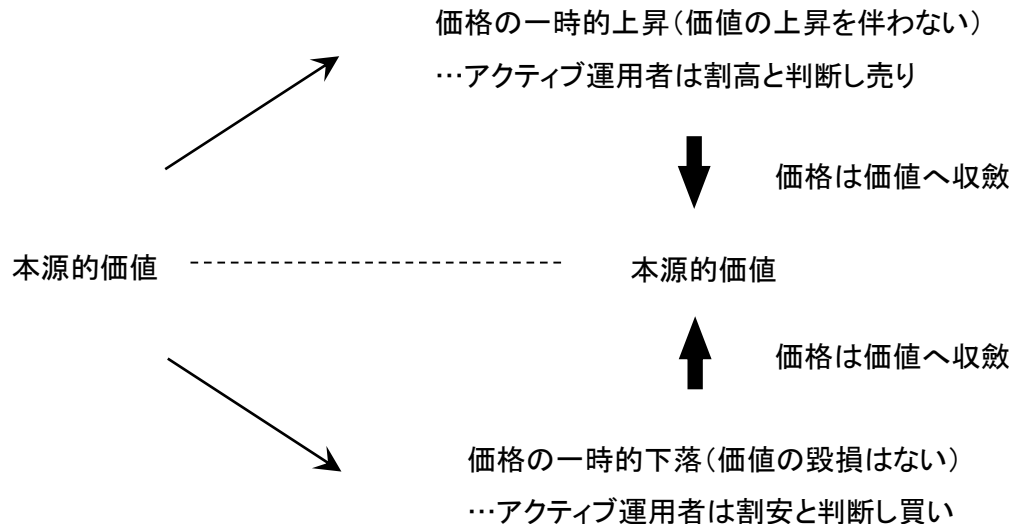 価格の一時的上昇（価値の上昇を伴わない）
…アクティブ運用者は割高と判断し売り
価格は価値へ収斂
本源的価値
本源的価値
価格は価値へ収斂
価格の一時的下落（価値の毀損はない）
…アクティブ運用者は割安と判断し買い